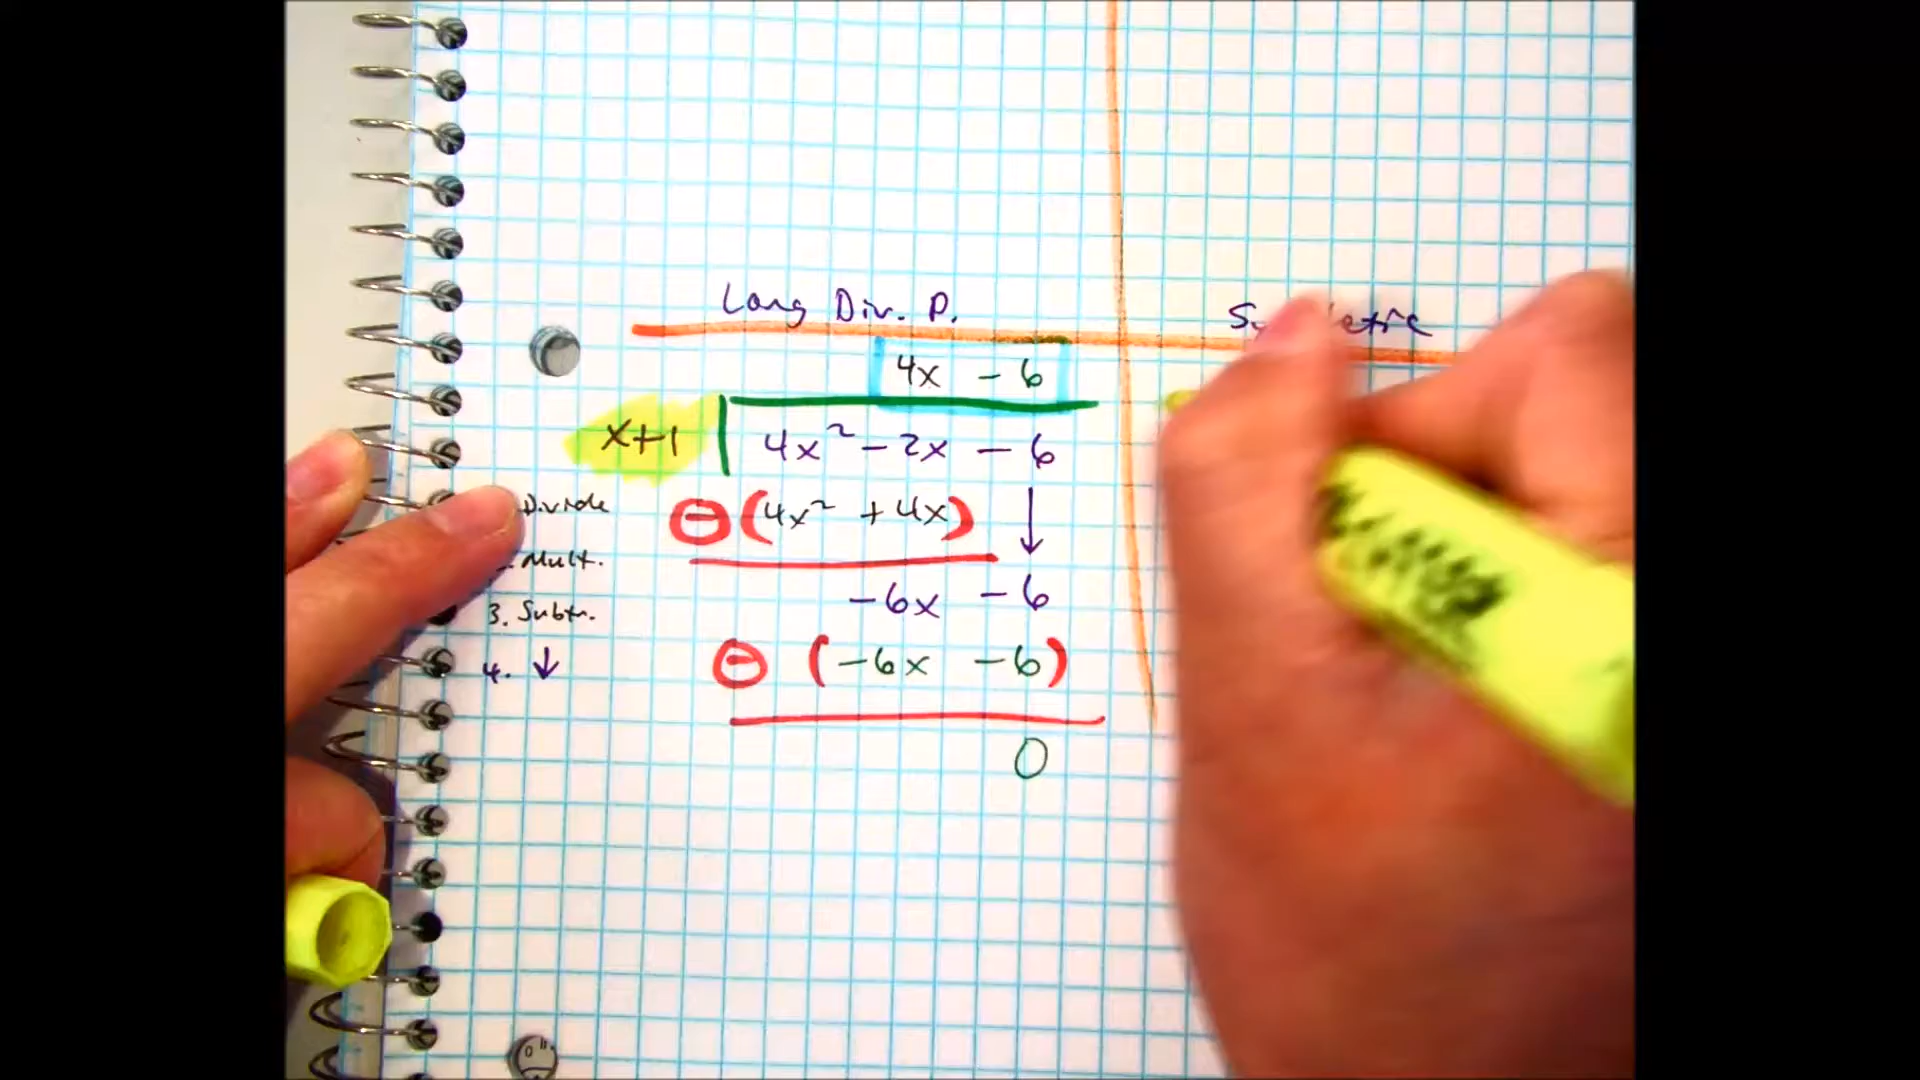 Long Div. P.
4x - 6
x+1
4x² - 2x - 6
Divide
⊖ (4x² + 4x) ↓
Mult.
-6x - 6
3. Subtr.
⊖ (-6x - 6)
4. ↓
0